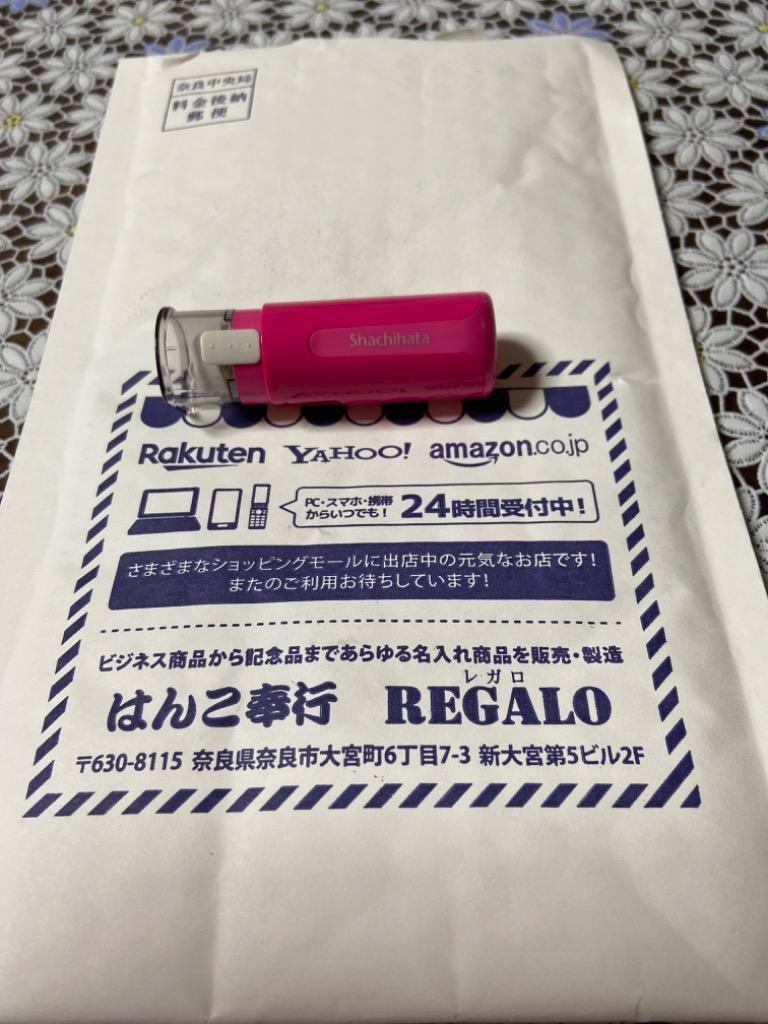 奈良中央局
料金後納
郵便
Shachihata
YAHOO!
Rakuten YAHOO! amazon.co.jp
PC・スマホ・携帯
からいつでも!
24時間受付中!
さまざまなショッピングモールに出店中の元気なお店です!
またのご利用お待ちしています!
ビジネス商品から記念品まであらゆる名入れ商品を販売・製造
レガロ
はんこ奉行 REGALO
〒630-8115 奈良県奈良市大宮町6丁目7-3 新大宮第5ビル2F